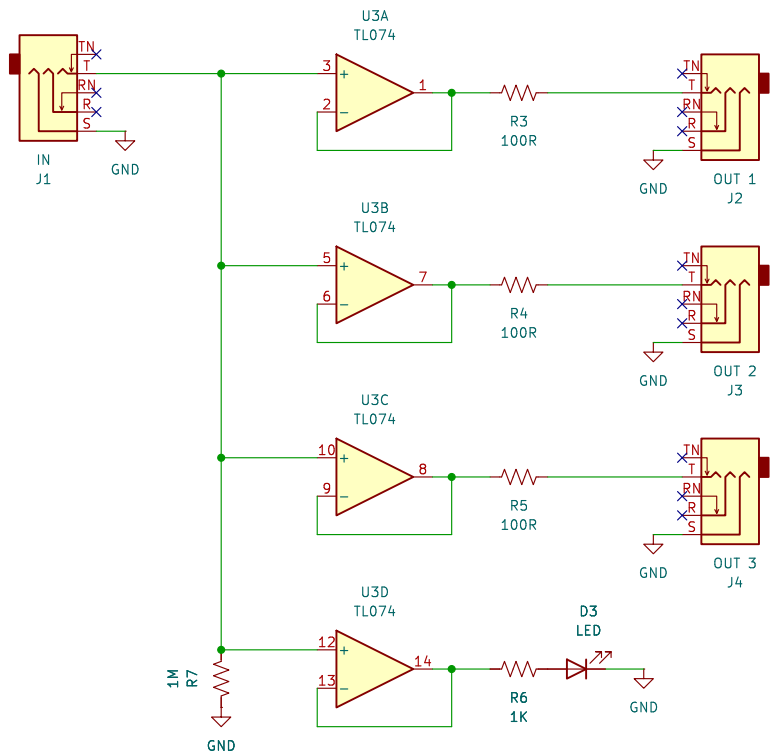 U3A
TL074
TN
T
RN
R
S
IN
J1
GND
3
+
2
−
1
R3
100R
TN
T
RN
R
S
GND
OUT 1
J2
U3B
TL074
5
+
6
−
7
R4
100R
TN
T
RN
R
S
GND
OUT 2
J3
U3C
TL074
10
+
9
−
8
R5
100R
TN
T
RN
R
S
GND
OUT 3
J4
U3D
TL074
12
+
13
−
14
1M
R7
GND
R6
1K
D3
LED
GND